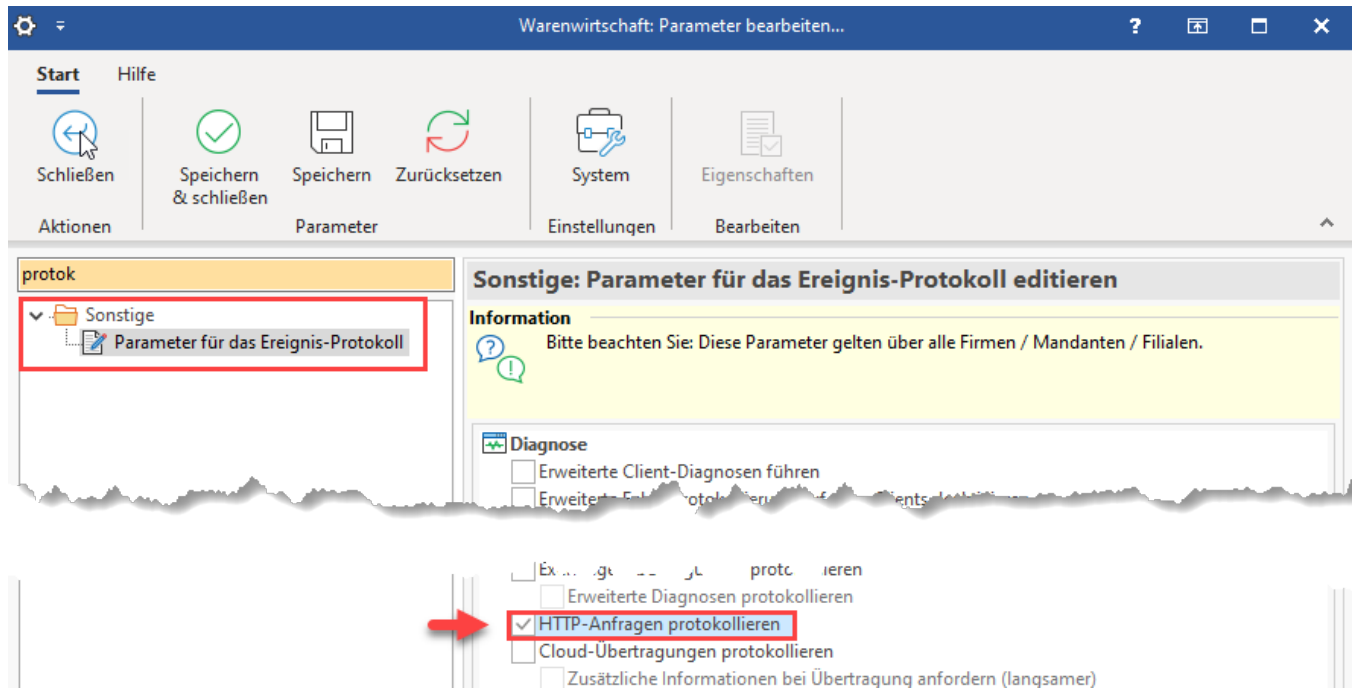 Warenwirtschaft: Parameter bearbeiten...
?
Start Hilfe
Schließen
Speichern & schließen
Speichern
Zurücksetzen
System
Eigenschaften
Aktionen
Parameter
Einstellungen
Bearbeiten
protok
Sonstige
Parameter für das Ereignis-Protokoll
Sonstige: Parameter für das Ereignis-Protokoll editieren
Information
Bitte beachten Sie: Diese Parameter gelten über alle Firmen / Mandanten / Filialen.
Diagnose
Erweiterte Client-Diagnosen führen
Erweiterte
Erweiterte Diagnosen protokollieren
HTTP-Anfragen protokollieren
Cloud-Übertragungen protokollieren
Zusätzliche Informationen bei Übertragung anfordern (langsamer)